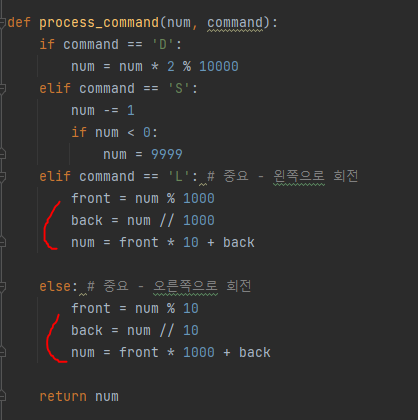 def process_command(num, command):
    if command == 'D':
        num = num * 2 % 10000
    elif command == 'S':
        num -= 1
        if num < 0:
            num = 9999
    elif command == 'L': # 중요 - 왼쪽으로 회전
        front = num % 1000
        back = num // 1000
        num = front * 10 + back

    else: # 중요 - 오른쪽으로 회전
        front = num % 10
        back = num // 10
        num = front * 1000 + back

    return num